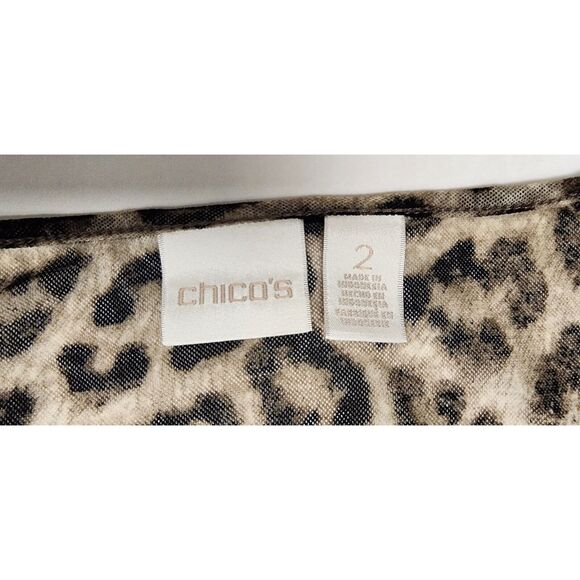 chico's
2
MADE IN
INDONESIA
HECHO EN
INDONESIA
FABRIQUÉ EN
INDONESIE